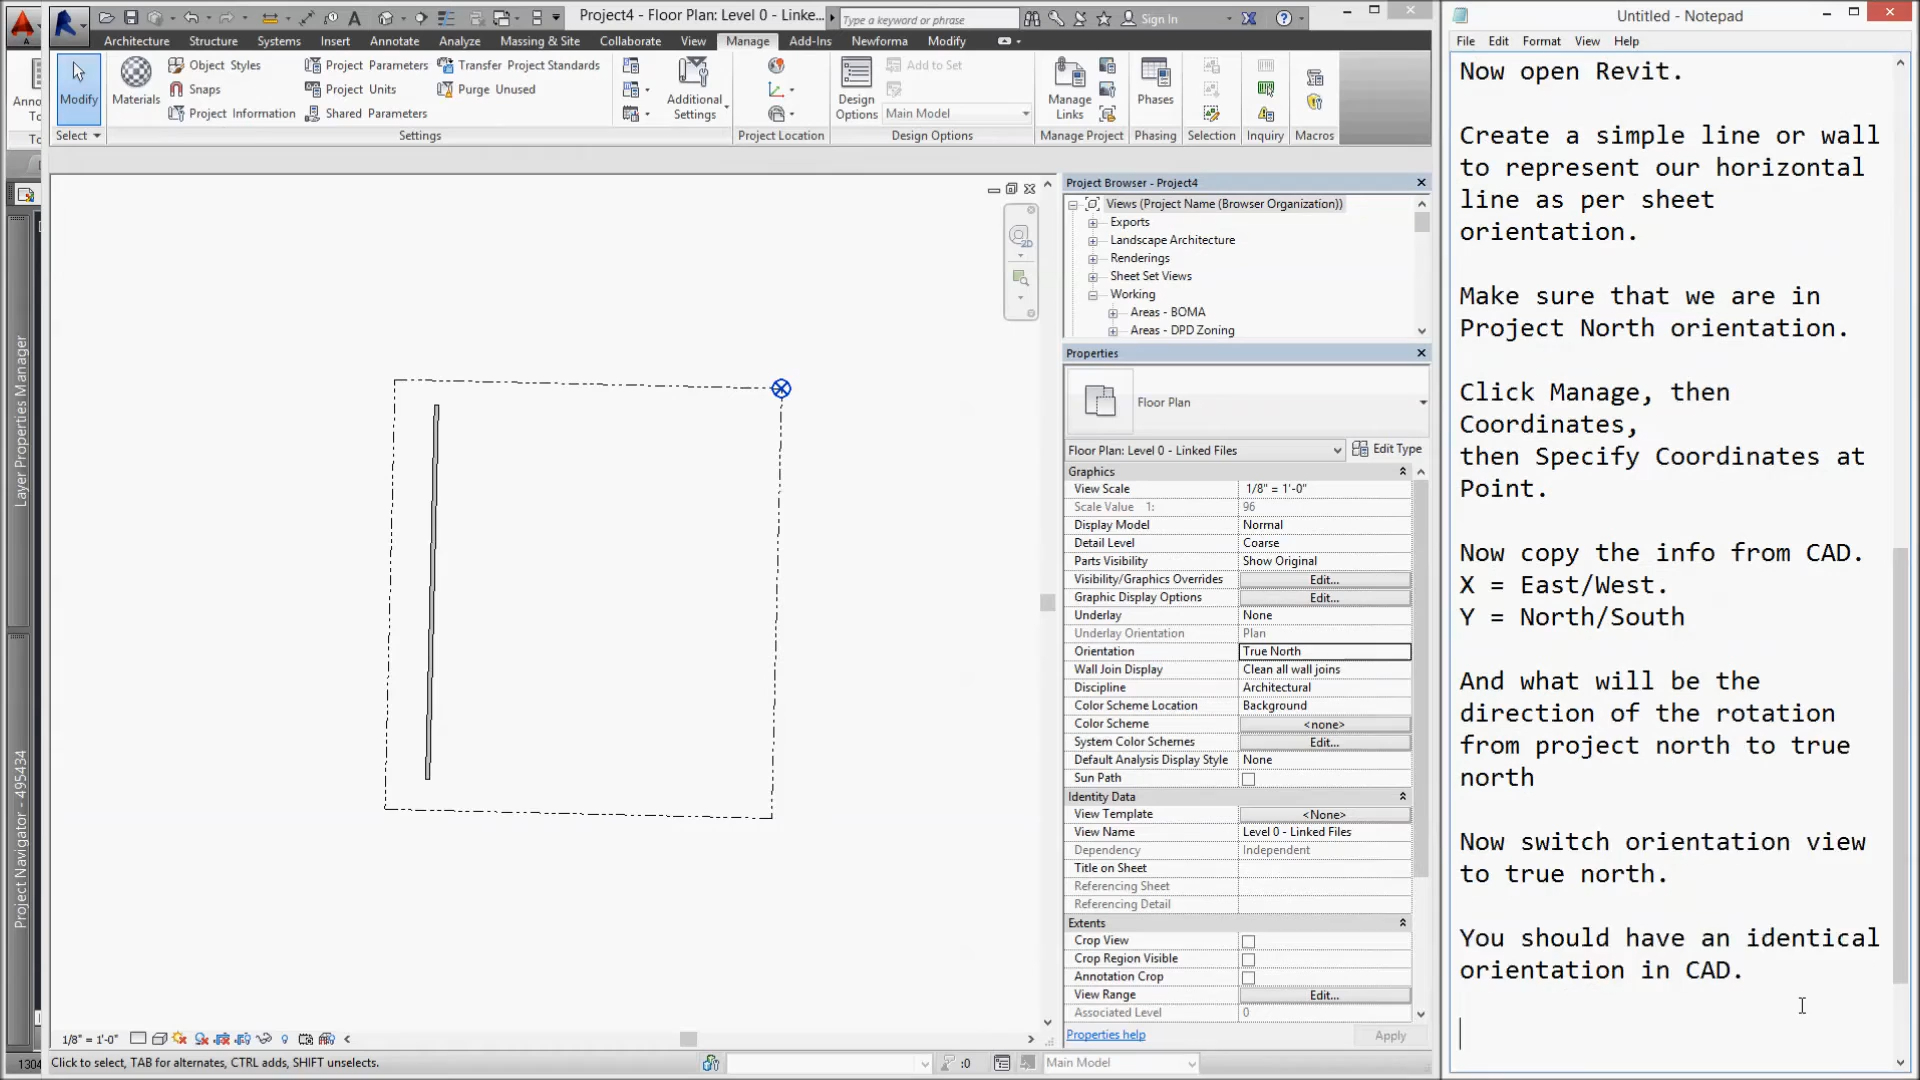 Project4 - Floor Plan: Level 0 - Linke...
Type a keyword or phrase
Sign In
Architecture
Structure
Systems
Insert
Annotate
Analyze
Massing & Site
Collaborate
View
Manage
Add-Ins
Newforma
Modify
Modify
Select
Materials
Object Styles
Snaps
Project Information
Project Parameters
Project Units
Shared Parameters
Transfer Project Standards
Purge Unused
Settings
Additional
Settings
Project Location
Design
Options
Add to Set
Main Model
Design Options
Manage
Links
Manage Project
Phases
Phasing
Selection
Inquiry
Macros
Layer Properties Manager
Project Navigator - 495434
Project Browser - Project4
Views (Project Name (Browser Organization))
Exports
Landscape Architecture
Renderings
Sheet Set Views
Working
Areas - BOMA
Areas - DPD Zoning
Properties
Floor Plan
Floor Plan: Level 0 - Linked Files
Edit Type
Graphics
View Scale 1/8" = 1'-0"
Scale Value 1: 96
Display Model Normal
Detail Level Coarse
Parts Visibility Show Original
Visibility/Graphics Overrides Edit...
Graphic Display Options Edit...
Underlay None
Underlay Orientation Plan
Orientation True North
Wall Join Display Clean all wall joins
Discipline Architectural
Color Scheme Location Background
Color Scheme <none>
System Color Schemes Edit...
Default Analysis Display Style None
Sun Path
Identity Data
View Template <None>
View Name Level 0 - Linked Files
Dependency Independent
Title on Sheet
Referencing Sheet
Referencing Detail
Extents
Crop View
Crop Region Visible
Annotation Crop
View Range Edit...
Associated Level 0
Properties help
Apply
1/8" = 1'-0"
Click to select, TAB for alternates, CTRL adds, SHIFT unselects.
:0
Main Model
Untitled - Notepad
File Edit Format View Help
Now open Revit.
Create a simple line or wall
to represent our horizontal
line as per sheet
orientation.
Make sure that we are in
Project North orientation.
Click Manage, then
Coordinates,
then Specify Coordinates at
Point.
Now copy the info from CAD.
X = East/West.
Y = North/South
And what will be the
direction of the rotation
from project north to true
north
Now switch orientation view
to true north.
You should have an identical
orientation in CAD.